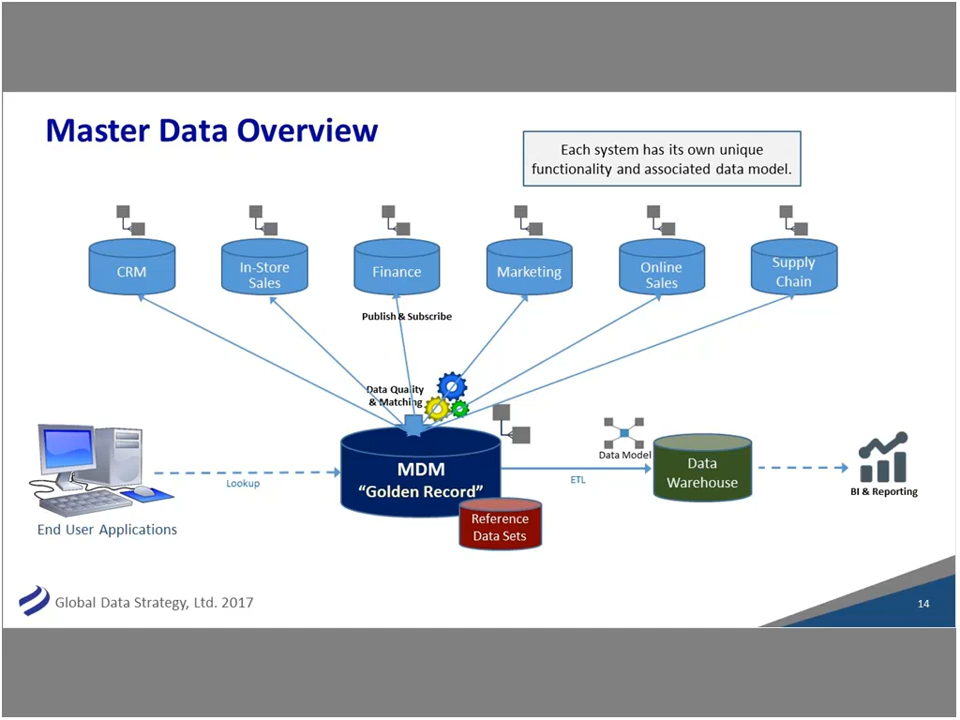 Master Data Overview
Each system has its own unique
functionality and associated data model.
CRM
In-Store
Sales
Finance
Marketing
Online
Sales
Supply
Chain
Publish & Subscribe
Data Quality
& Matching
MDM
“Golden Record”
Reference
Data Sets
Lookup
End User Applications
ETL
Data Model
Data
Warehouse
BI & Reporting
Global Data Strategy, Ltd. 2017
14